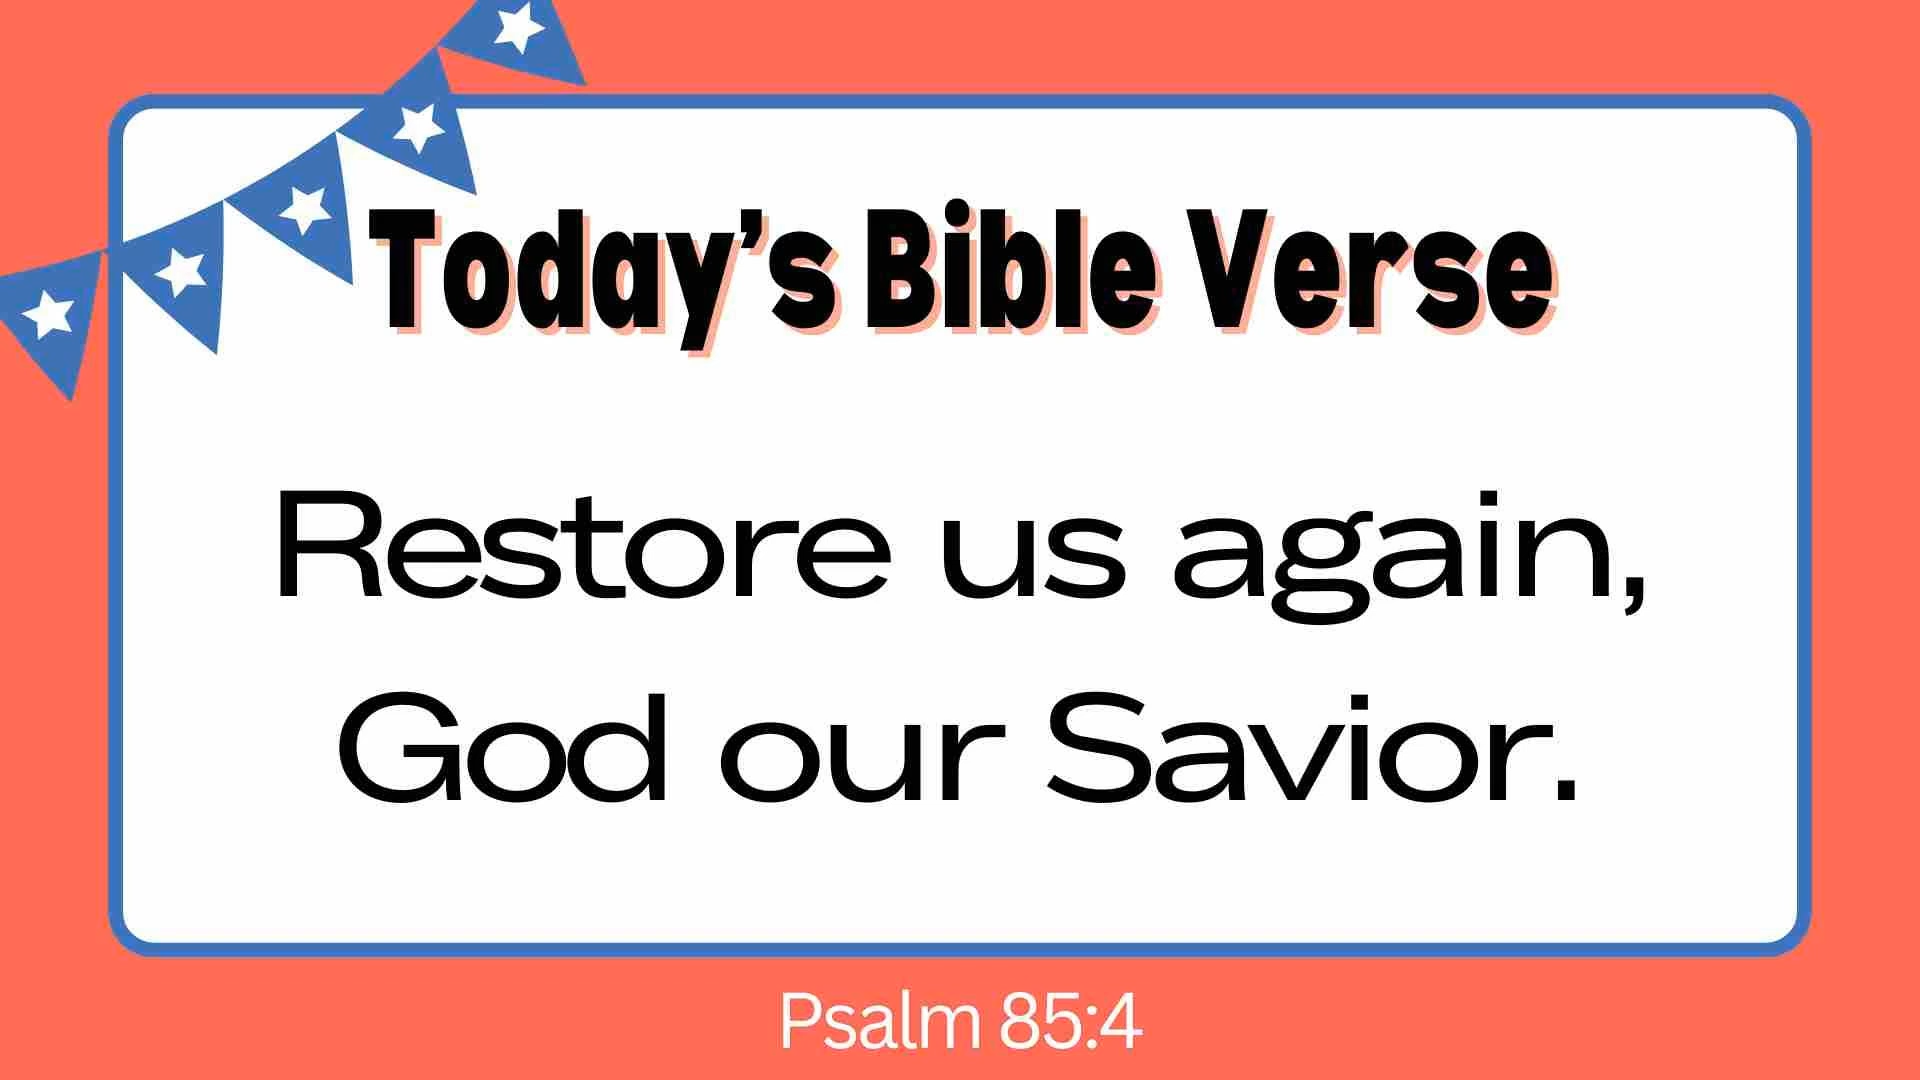 Today's Bible Verse
Restore us again,
God our Savior.
Psalm 85:4